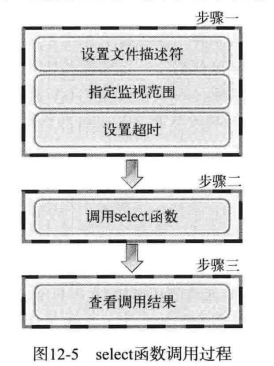 步骤一
设置文件描述符
指定监视范围
设置超时
步骤二
调用select函数
步骤三
查看调用结果
图12-5 select函数调用过程